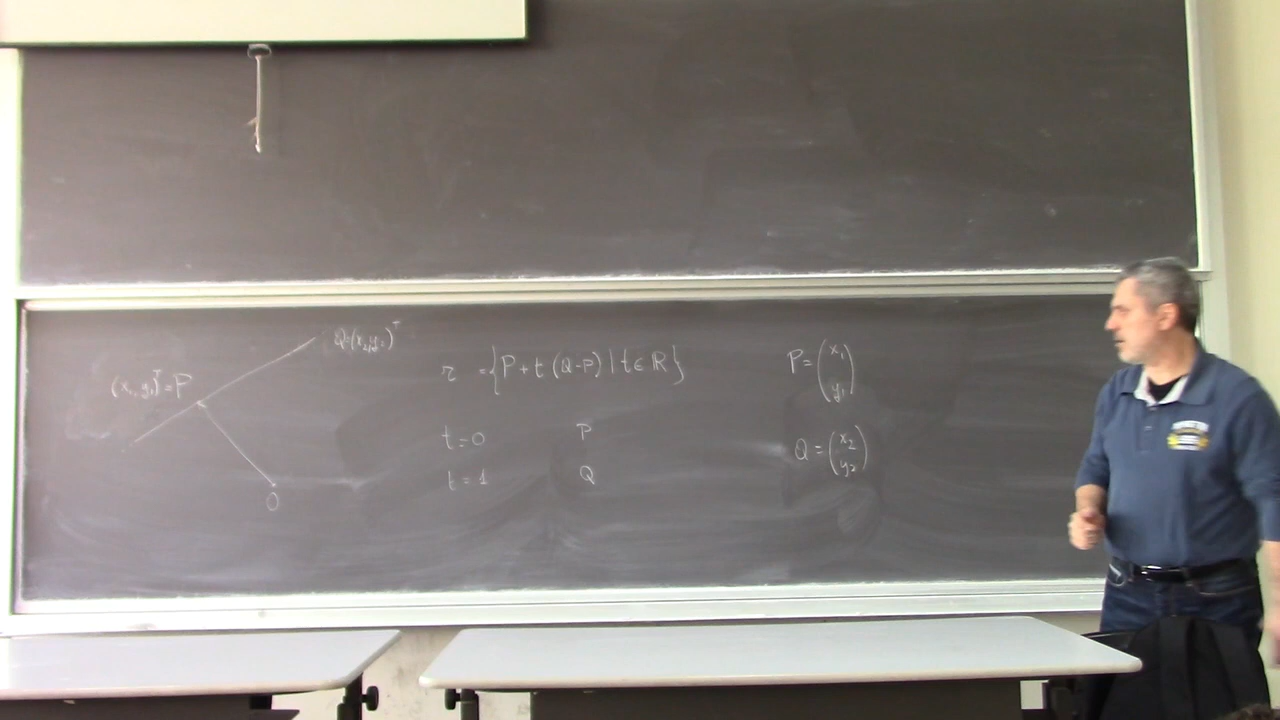 Q=(x₂,y₂)ᵀ
(x₁,y₁)ᵀ=P
O
r = {P+t(Q-P) | t∈ℝ}
t=0 P
t=1 Q
P=(x₁
y₁)
Q=(x₂
y₂)